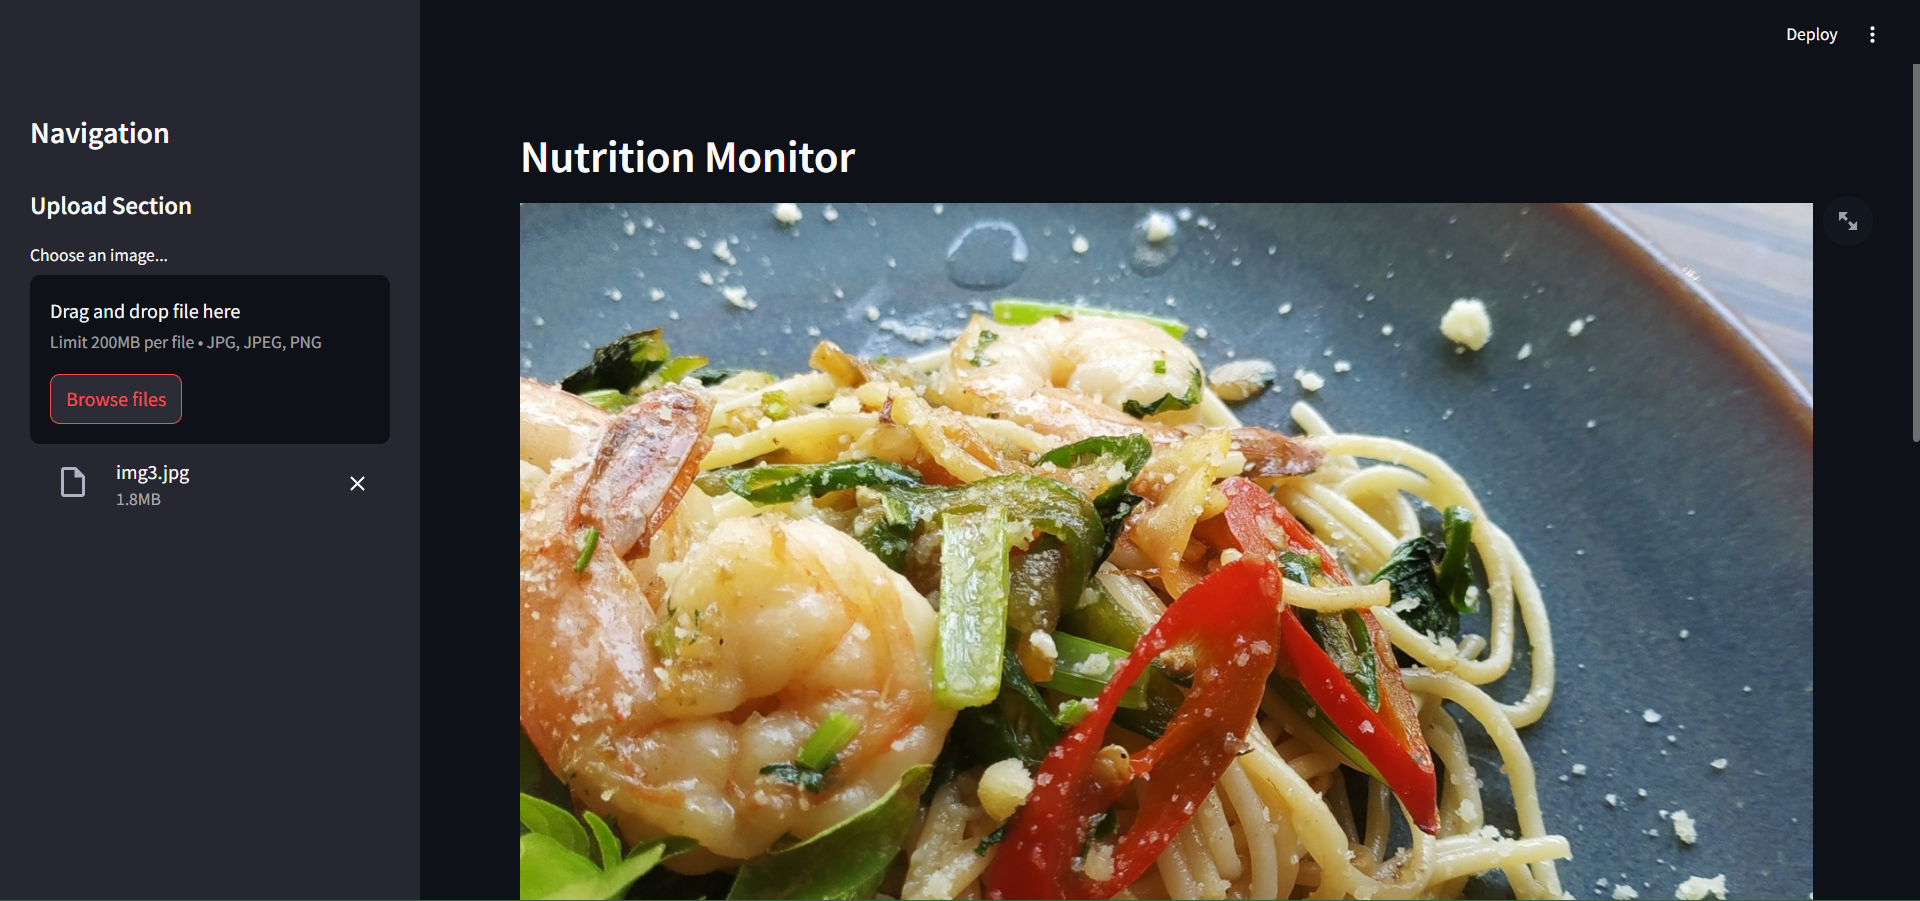 Deploy
Navigation
Upload Section
Choose an image...
Drag and drop file here
Limit 200MB per file • JPG, JPEG, PNG
Browse files
img3.jpg
1.8MB
Nutrition Monitor